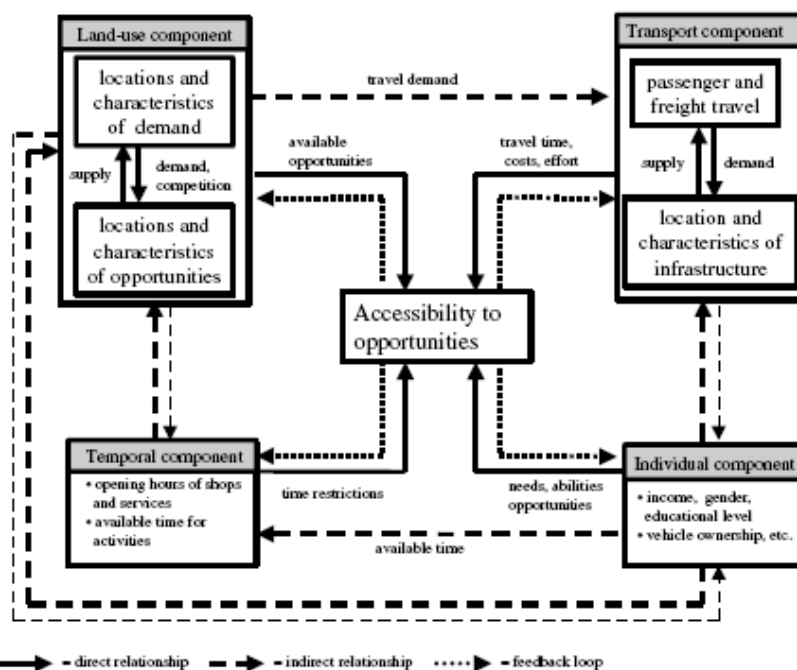 Land-use component
locations and
characteristics
of demand
supply
demand,
competition
locations and
characteristics
of opportunities
travel demand
available
opportunities
travel time,
costs, effort
Transport component
passenger and
freight travel
supply
demand
location and
characteristics of
infrastructure
Accessibility to
opportunities
Temporal component
• opening hours of shops
and services
• available time for
activities
time restrictions
needs, abilities
opportunities
available time
Individual component
• income, gender,
educational level
• vehicle ownership, etc.
- direct relationship
- indirect relationship
- feedback loop